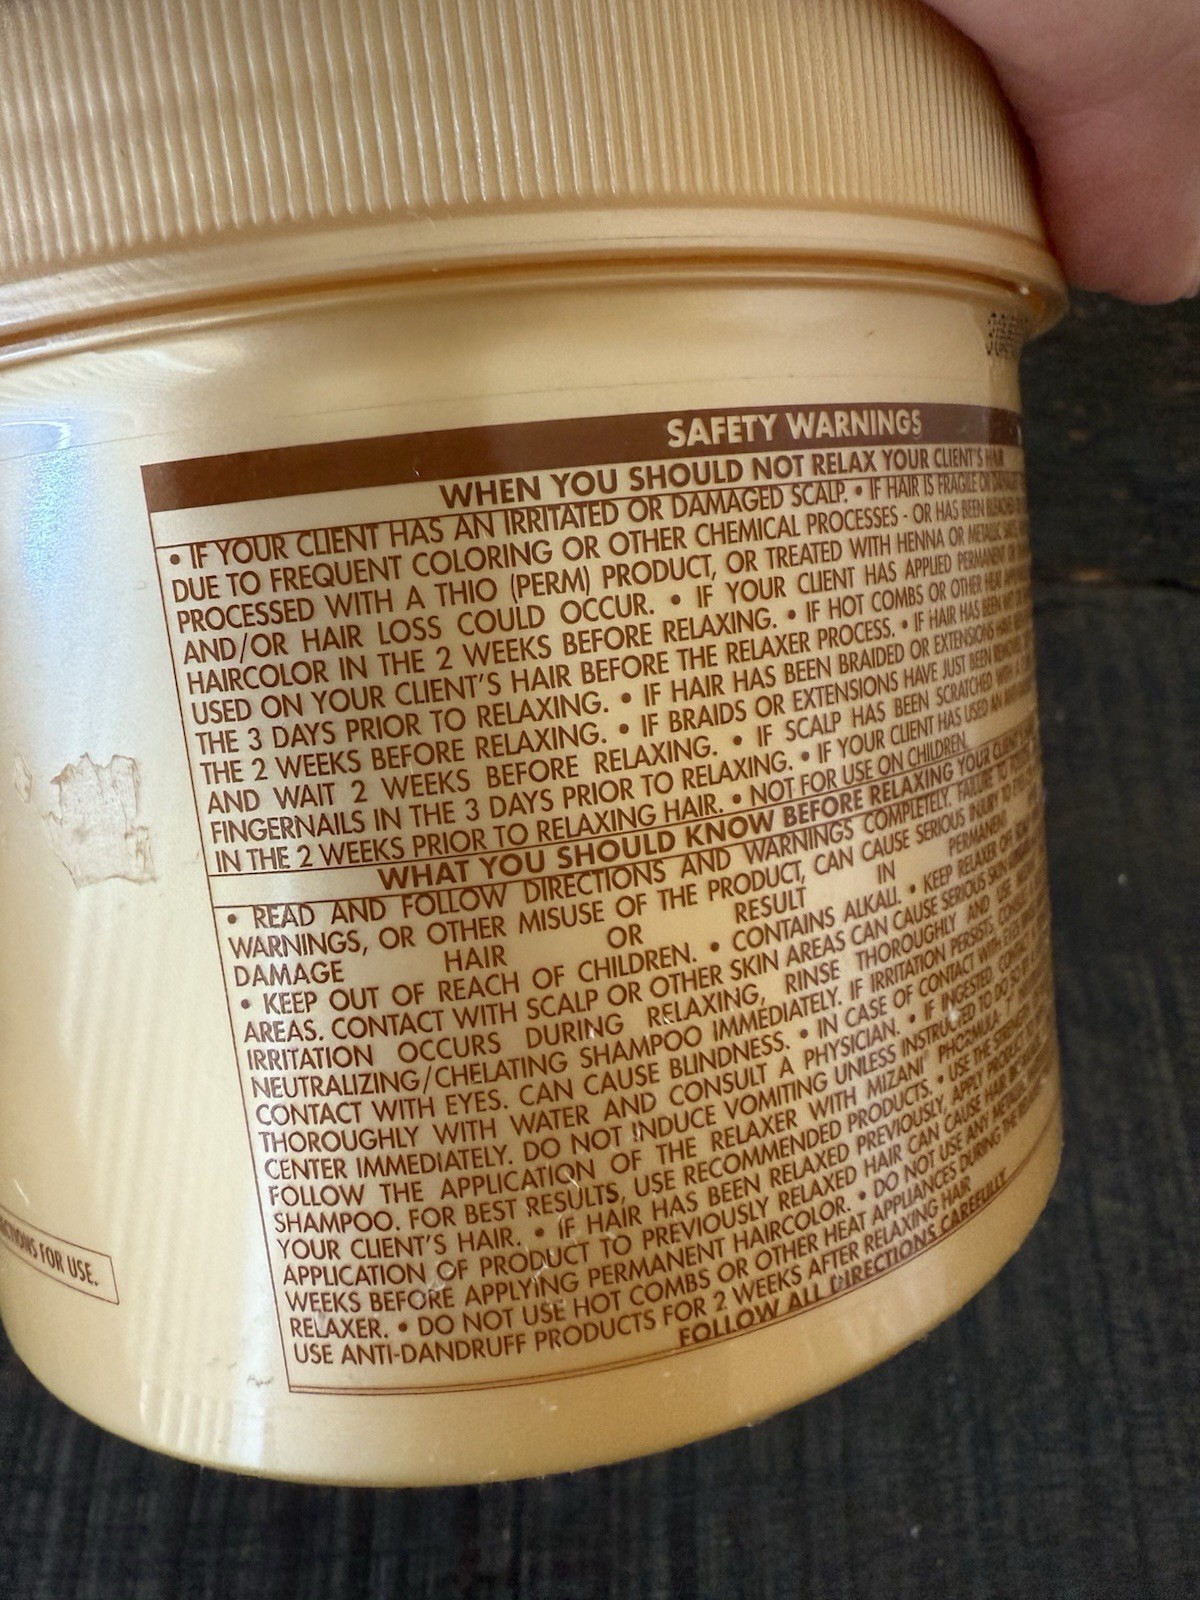 SAFETY WARNINGS
WHEN YOU SHOULD NOT RELAX YOUR CLIENT'S HAIR
• IF YOUR CLIENT HAS AN IRRITATED OR DAMAGED SCALP. • IF HAIR IS FRAGILE OR DAMAGED
DUE TO FREQUENT COLORING OR OTHER CHEMICAL PROCESSES - OR HAS BEEN BLEACHED
PROCESSED WITH A THIO (PERM) PRODUCT, OR TREATED WITH HENNA OR METALLIC
AND/OR HAIR LOSS COULD OCCUR. • IF YOUR CLIENT HAS APPLIED PERMANENT
HAIRCOLOR IN THE 2 WEEKS BEFORE RELAXING. • IF HOT COMBS OR OTHER HEAT
USED ON YOUR CLIENT'S HAIR BEFORE THE RELAXER PROCESS. • IF HAIR HAS BEEN
THE 3 DAYS PRIOR TO RELAXING. • IF HAIR HAS BEEN BRAIDED OR EXTENSIONS
THE 2 WEEKS BEFORE RELAXING. • IF BRAIDS OR EXTENSIONS HAVE JUST BEEN REMOVED,
AND WAIT 2 WEEKS BEFORE RELAXING. • IF SCALP HAS BEEN SCRATCHED WITH A
FINGERNAILS IN THE 3 DAYS PRIOR TO RELAXING. • IF YOUR CLIENT HAS USED AN
IN THE 2 WEEKS PRIOR TO RELAXING HAIR. • NOT FOR USE ON CHILDREN.
WHAT YOU SHOULD KNOW BEFORE RELAXING YOUR CLIENT'S
• READ AND FOLLOW DIRECTIONS AND WARNINGS COMPLETELY. FAILURE TO
WARNINGS, OR OTHER MISUSE OF THE PRODUCT, CAN CAUSE SERIOUS INJURY TO
DAMAGE HAIR OR RESULT IN PERMANENT
• KEEP OUT OF REACH OF CHILDREN. • CONTAINS ALKALI. • KEEP RELAXER OFF
AREAS. CONTACT WITH SCALP OR OTHER SKIN AREAS CAN CAUSE SERIOUS SKIN
IRRITATION OCCURS DURING RELAXING, RINSE THOROUGHLY AND USE
NEUTRALIZING/CHELATING SHAMPOO IMMEDIATELY. IF IRRITATION PERSISTS,
CONTACT WITH EYES. CAN CAUSE BLINDNESS. • IN CASE OF CONTACT WITH EYES
THOROUGHLY WITH WATER AND CONSULT A PHYSICIAN. • IF INGESTED,
CENTER IMMEDIATELY. DO NOT INDUCE VOMITING UNLESS INSTRUCTED TO DO SO
FOLLOW THE APPLICATION OF THE RELAXER WITH MIZANI®
SHAMPOO. FOR BEST RESULTS, USE RECOMMENDED PRODUCTS. • USE THE STRENGTH
YOUR CLIENT'S HAIR. • IF HAIR HAS BEEN RELAXED PREVIOUSLY, APPLY PRODUCT
APPLICATION OF PRODUCT TO PREVIOUSLY RELAXED HAIR CAN CAUSE HAIR
WEEKS BEFORE APPLYING PERMANENT HAIRCOLOR. • DO NOT USE ANY
RELAXER. • DO NOT USE HOT COMBS OR OTHER HEAT APPLIANCES DURING THE
USE ANTI-DANDRUFF PRODUCTS FOR 2 WEEKS AFTER RELAXING HAIR
FOLLOW ALL DIRECTIONS CAREFULLY
FOR USE.